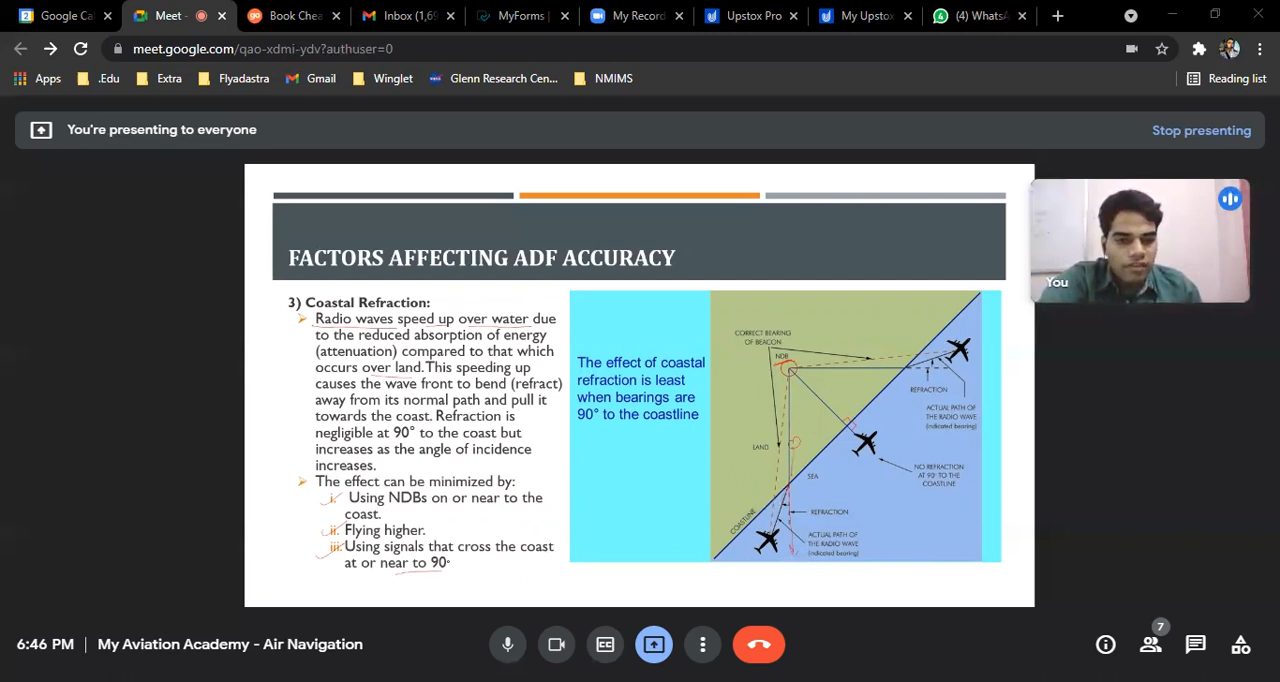 Google Ca
Meet -
Book Chea
Inbox (1,69
MyForms |
My Record
Upstox Pro
My Upstox
(4) WhatsA
meet.google.com/qao-xdmi-ydv?authuser=0
Apps
.Edu
Extra
Flyadastra
Gmail
Winglet
Glenn Research Cen...
NMIMS
Reading list
You're presenting to everyone
Stop presenting
FACTORS AFFECTING ADF ACCURACY
3) Coastal Refraction:
Radio waves speed up over water due
to the reduced absorption of energy
(attenuation) compared to that which
occurs over land. This speeding up
causes the wave front to bend (refract)
away from its normal path and pull it
towards the coast. Refraction is
negligible at 90° to the coast but
increases as the angle of incidence
increases.
The effect can be minimized by:
i. Using NDBs on or near to the
coast.
ii. Flying higher.
iii. Using signals that cross the coast
at or near to 90°
The effect of coastal
refraction is least
when bearings are
90° to the coastline
CORRECT BEARING
OF BEACON
NDB
REFRACTION
ACTUAL PATH OF
THE RADIO WAVE
(indicated bearing)
LAND
NO REFRACTION
AT 90° TO THE
COASTLINE
SEA
COASTLINE
REFRACTION
ACTUAL PATH OF
THE RADIO WAVE
(indicated bearing)
You
6:46 PM | My Aviation Academy - Air Navigation
7